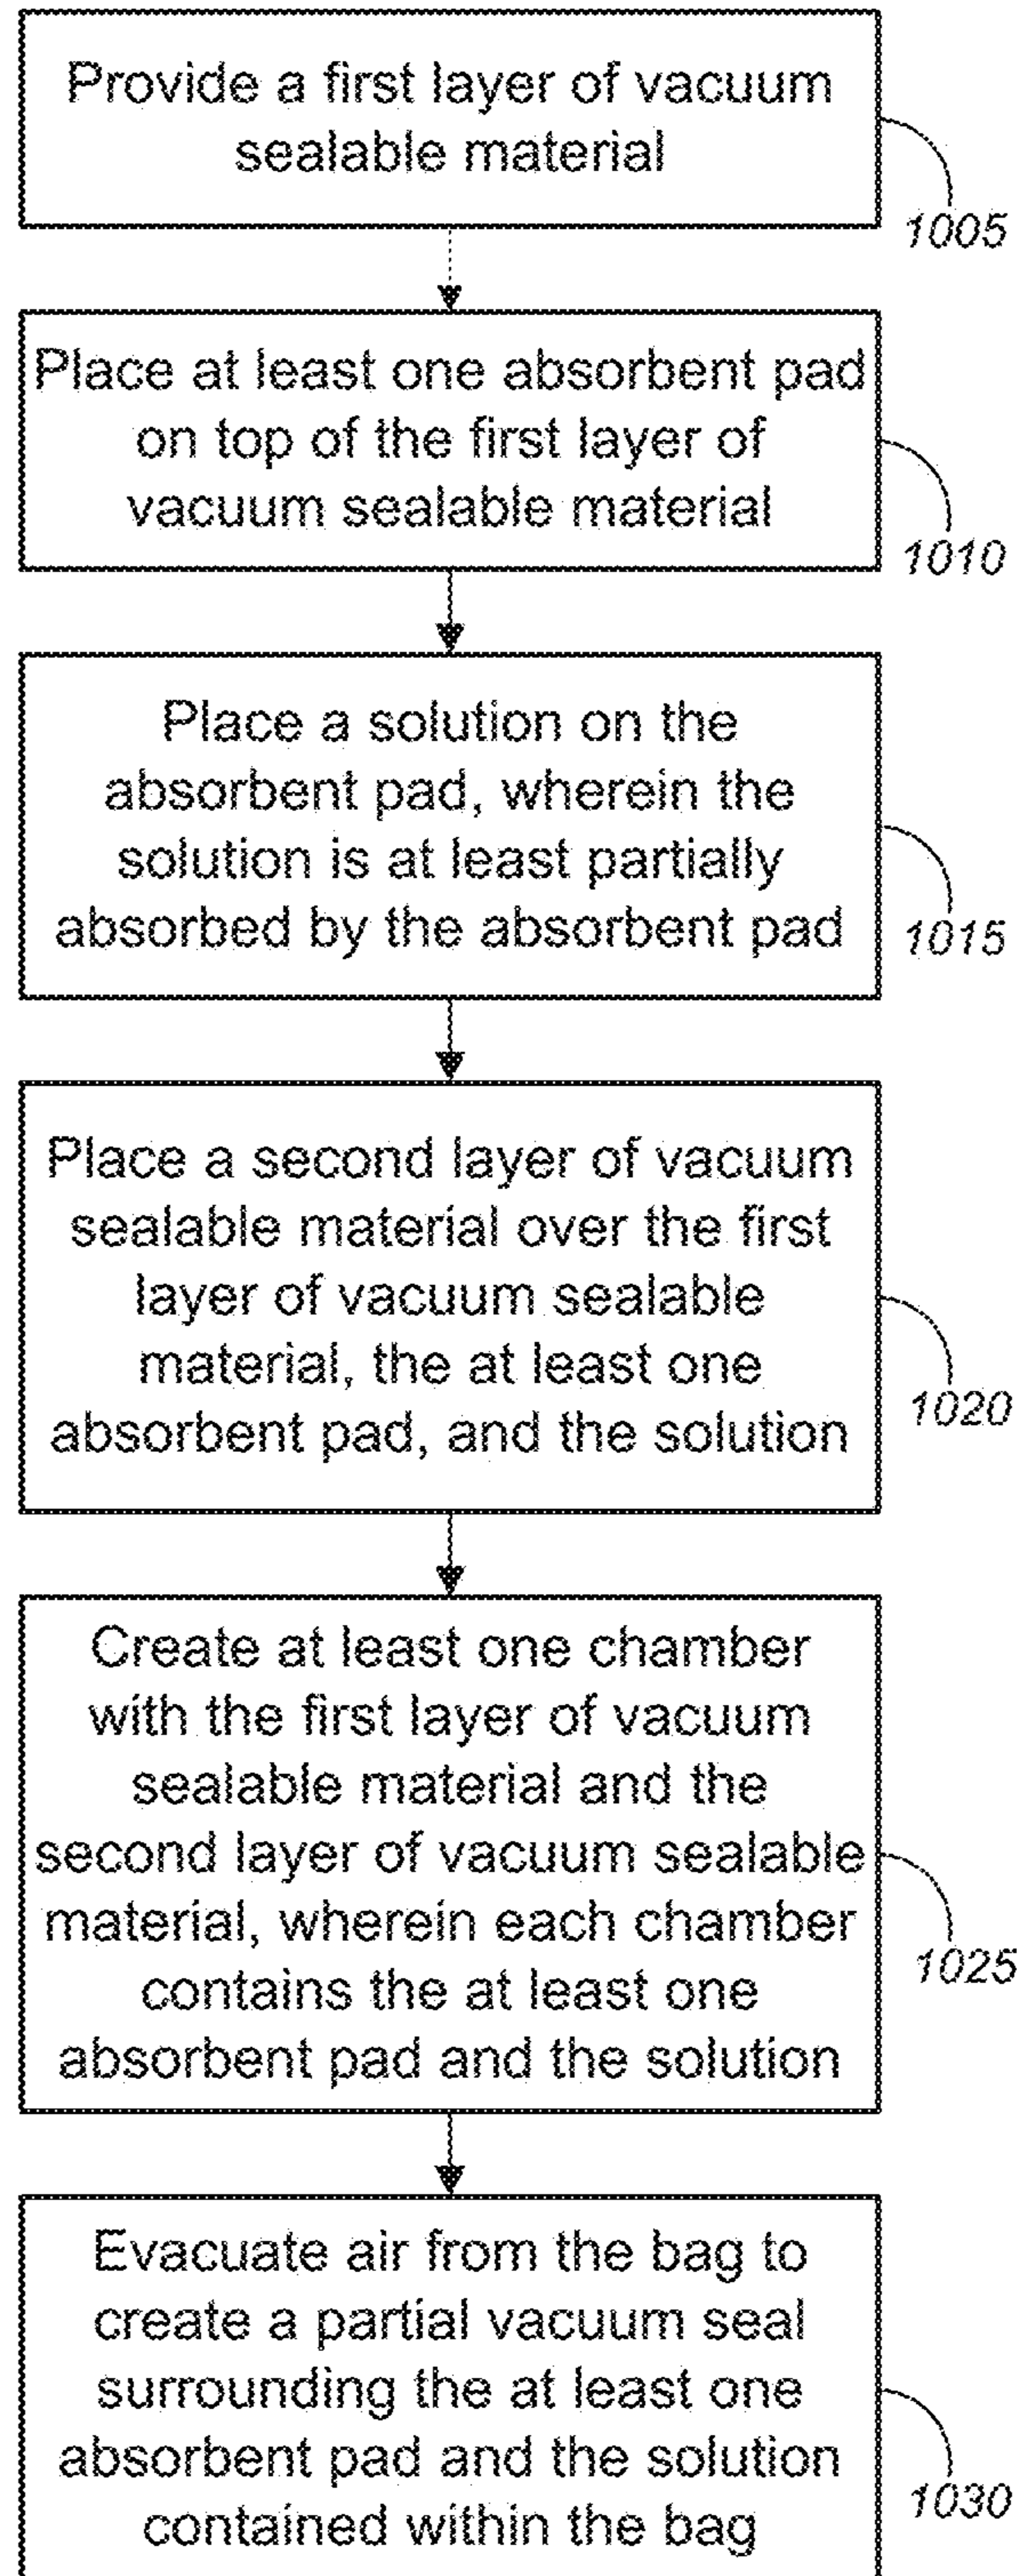 Provide a first layer of vacuum
sealable material
1005
Place at least one absorbent pad
on top of the first layer of
vacuum sealable material
1010
Place a solution on the
absorbent pad, wherein the
solution is at least partially
absorbed by the absorbent pad
1015
Place a second layer of vacuum
sealable material over the first
layer of vacuum sealable
material, the at least one
absorbent pad, and the solution
1020
Create at least one chamber
with the first layer of vacuum
sealable material and the
second layer of vacuum sealable
material, wherein each chamber
contains the at least one
absorbent pad and the solution
1025
Evacuate air from the bag to
create a partial vacuum seal
surrounding the at least one
absorbent pad and the solution
contained within the bag
1030